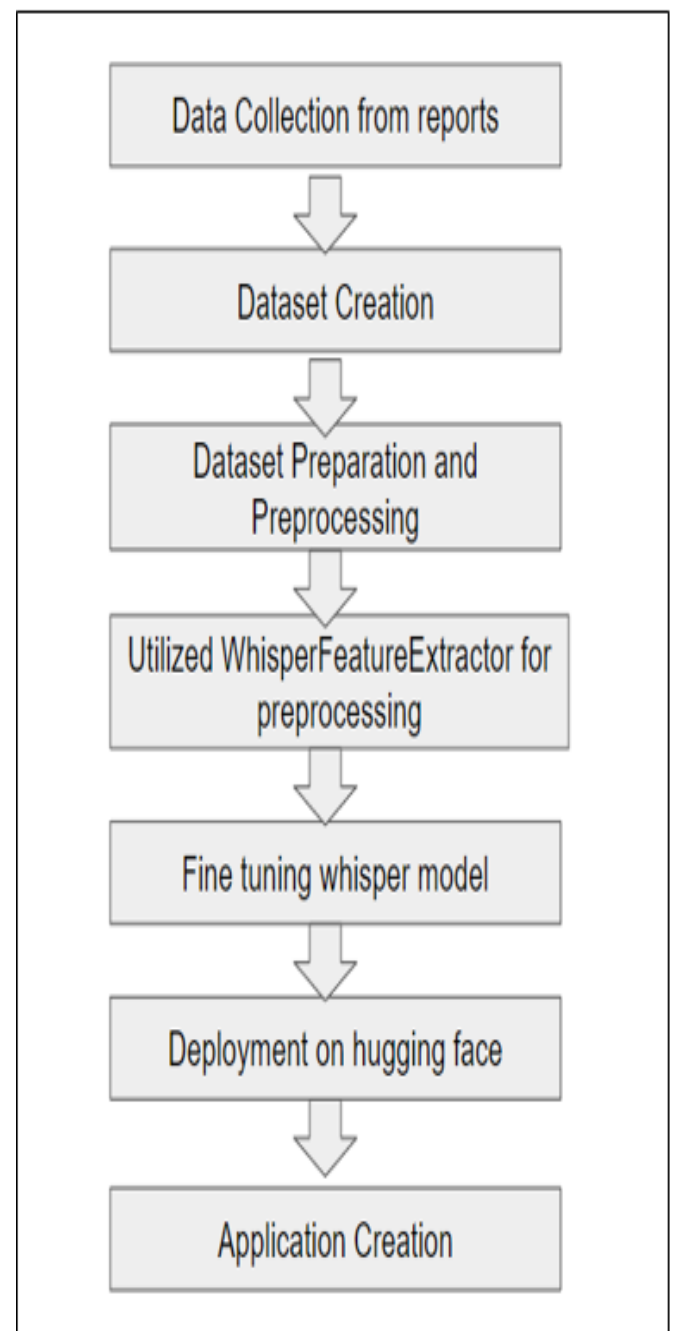 Data Collection from reports
Dataset Creation
Dataset Preparation and
Preprocessing
Utilized WhisperFeatureExtractor for
preprocessing
Fine tuning whisper model
Deployment on hugging face
Application Creation